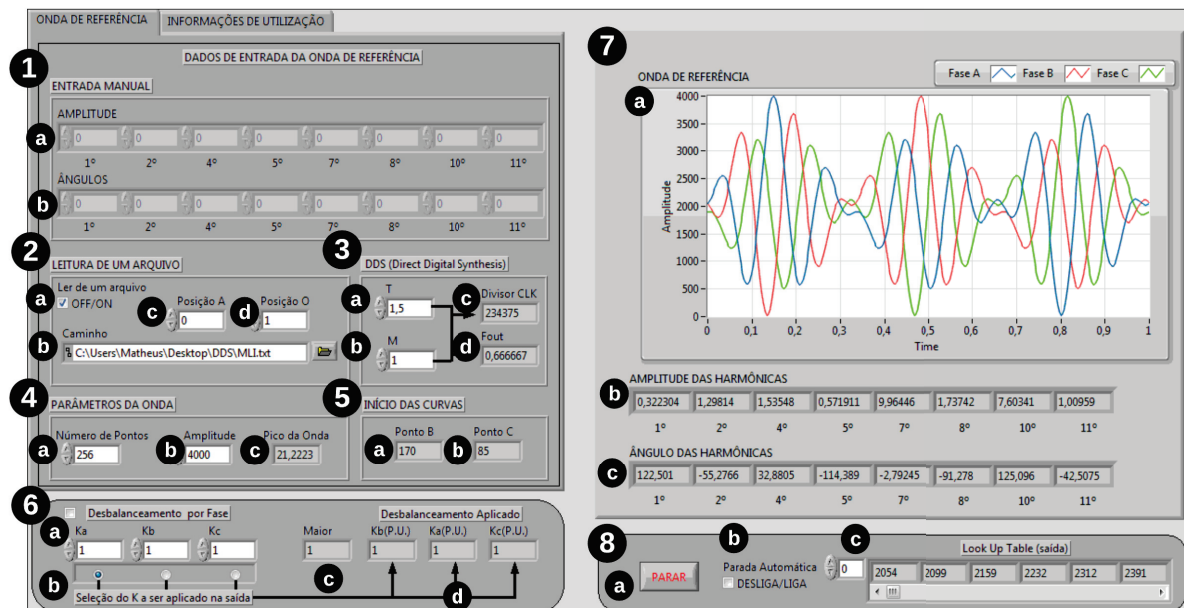 ONDA DE REFERÊNCIA INFORMAÇÕES DE UTILIZAÇÃO
DADOS DE ENTRADA DA ONDA DE REFERÊNCIA
1
ENTRADA MANUAL
AMPLITUDE
a 0 0 0 0 0 0 0 0
1º 2º 4º 5º 7º 8º 10º 11º
ÂNGULOS
b 0 0 0 0 0 0 0 0
1º 2º 4º 5º 7º 8º 10º 11º
2
LEITURA DE UM ARQUIVO
Ler de um arquivo
a OFF/ON
c Posição A
0
d Posição O
1
Caminho
b C:\Users\Matheus\Desktop\DDS\MLI.txt
3
DDS (Direct Digital Synthesis)
a T
1,5
b M
1
c Divisor CLK
234375
d Fout
0,666667
4
PARÂMETROS DA ONDA
a Número de Pontos
256
b Amplitude
4000
c Pico da Onda
21,2223
5
INÍCIO DAS CURVAS
a Ponto B
170
b Ponto C
85
6
Desbalanceamento por Fase
a Ka Kb Kc
1 1 1
b
Seleção do K a ser aplicado na saída
Desbalanceamento Aplicado
Maior Kb(P.U.) Ka(P.U.) Kc(P.U.)
1 1 1 1
c d
7
ONDA DE REFERÊNCIA
Fase A Fase B Fase C
a
Amplitude
4000
3500
3000
2500
2000
1500
1000
500
0
0 0,1 0,2 0,3 0,4 0,5 0,6 0,7 0,8 0,9 1
Time
AMPLITUDE DAS HARMÔNICAS
b 0,322304 1,29814 1,53548 0,571911 9,96446 1,73742 7,60341 1,00959
1º 2º 4º 5º 7º 8º 10º 11º
ÂNGULO DAS HARMÔNICAS
c 122,501 -55,2766 32,8805 -114,389 -2,79245 -91,278 125,096 -42,5075
1º 2º 4º 5º 7º 8º 10º 11º
8
a PARAR
b
Parada Automática
DESLIGA/LIGA
c
0
Look Up Table (saída)
2054 2099 2159 2232 2312 2391